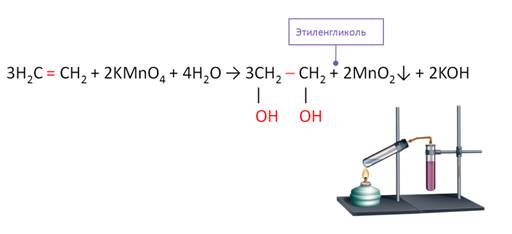 Этиленгликоль
3H₂C = CH₂ + 2KMnO₄ + 4H₂O → 3CH₂ – CH₂ + 2MnO₂↓ + 2KOH
| |
OH OH